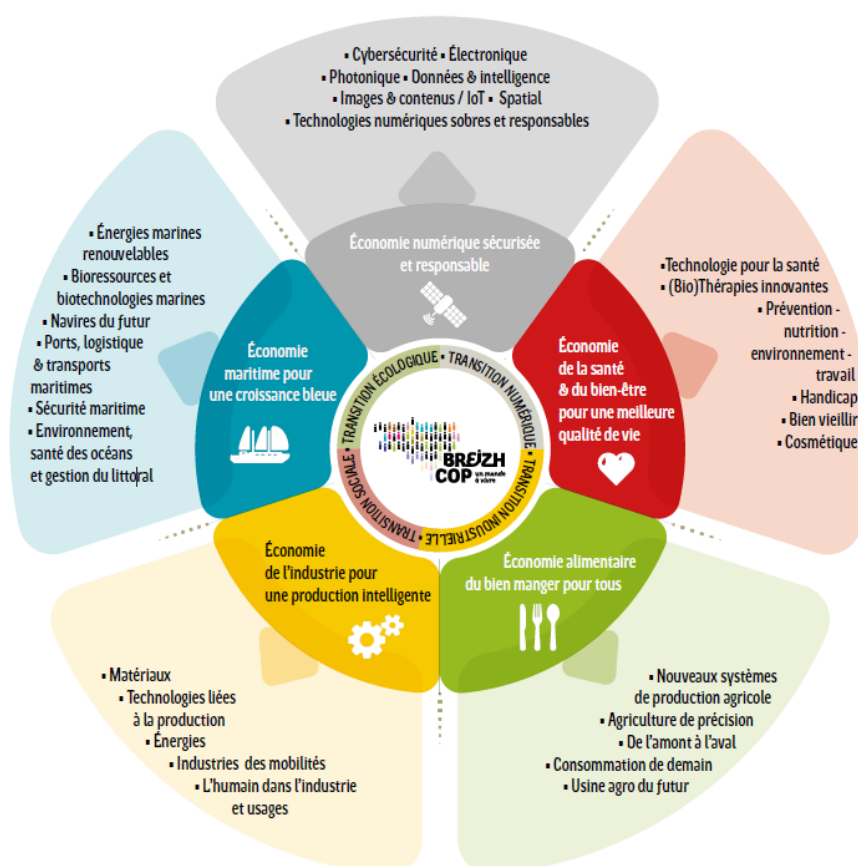 ▪ Cybersécurité ▪ Électronique
▪ Photonique ▪ Données & intelligence
▪ Images & contenus / IoT ▪ Spatial
▪ Technologies numériques sobres et responsables
Économie numérique sécurisée
et responsable
▪ Énergies marines
renouvelables
▪ Bioressources et
biotechnologies marines
▪ Navires du futur
▪ Ports, logistique
& transports
maritimes
▪ Sécurité maritime
▪ Environnement,
santé des océans
et gestion du littoral
Économie
maritime pour
une croissance bleue
▪ Technologie pour la santé
▪ (Bio)Thérapies innovantes
▪ Prévention -
nutrition -
environnement -
travail
▪ Handicap
▪ Bien vieillir
▪ Cosmétique
Économie
de la santé
& du bien-être
pour une meilleure
qualité de vie
TRANSITION ÉCOLOGIQUE ▪ TRANSITION NUMÉRIQUE ▪ TRANSITION INDUSTRIELLE ▪ TRANSITION SOCIALE ▪
BREIZH
COP
un monde
à vivre
Économie
de l'industrie pour
une production intelligente
Économie alimentaire
du bien manger pour tous
▪ Matériaux
▪ Technologies liées
à la production
▪ Énergies
▪ Industries des mobilités
▪ L'humain dans l'industrie
et usages
▪ Nouveaux systèmes
de production agricole
▪ Agriculture de précision
▪ De l'amont à l'aval
▪ Consommation de demain
▪ Usine agro du futur